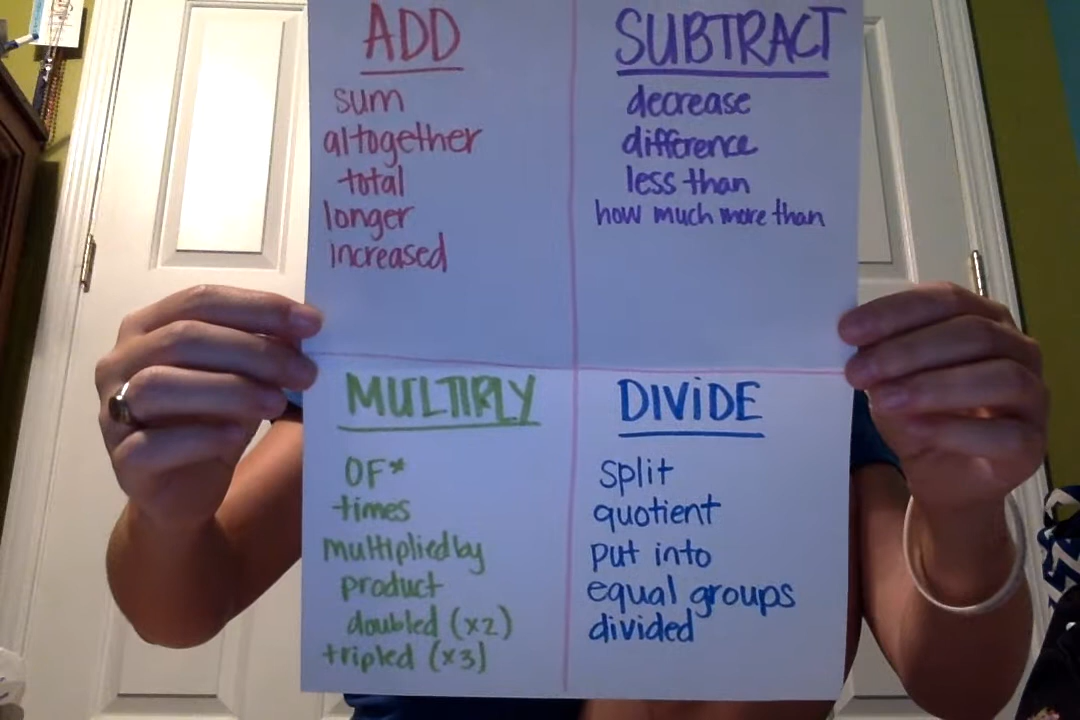 ADD
sum
altogether
total
longer
increased
SUBTRACT
decrease
difference
less than
how much more than
MULTIPLY
OF*
times
multiplied by
product
doubled (x2)
tripled (x3)
DIVIDE
split
quotient
put into
equal groups
divided